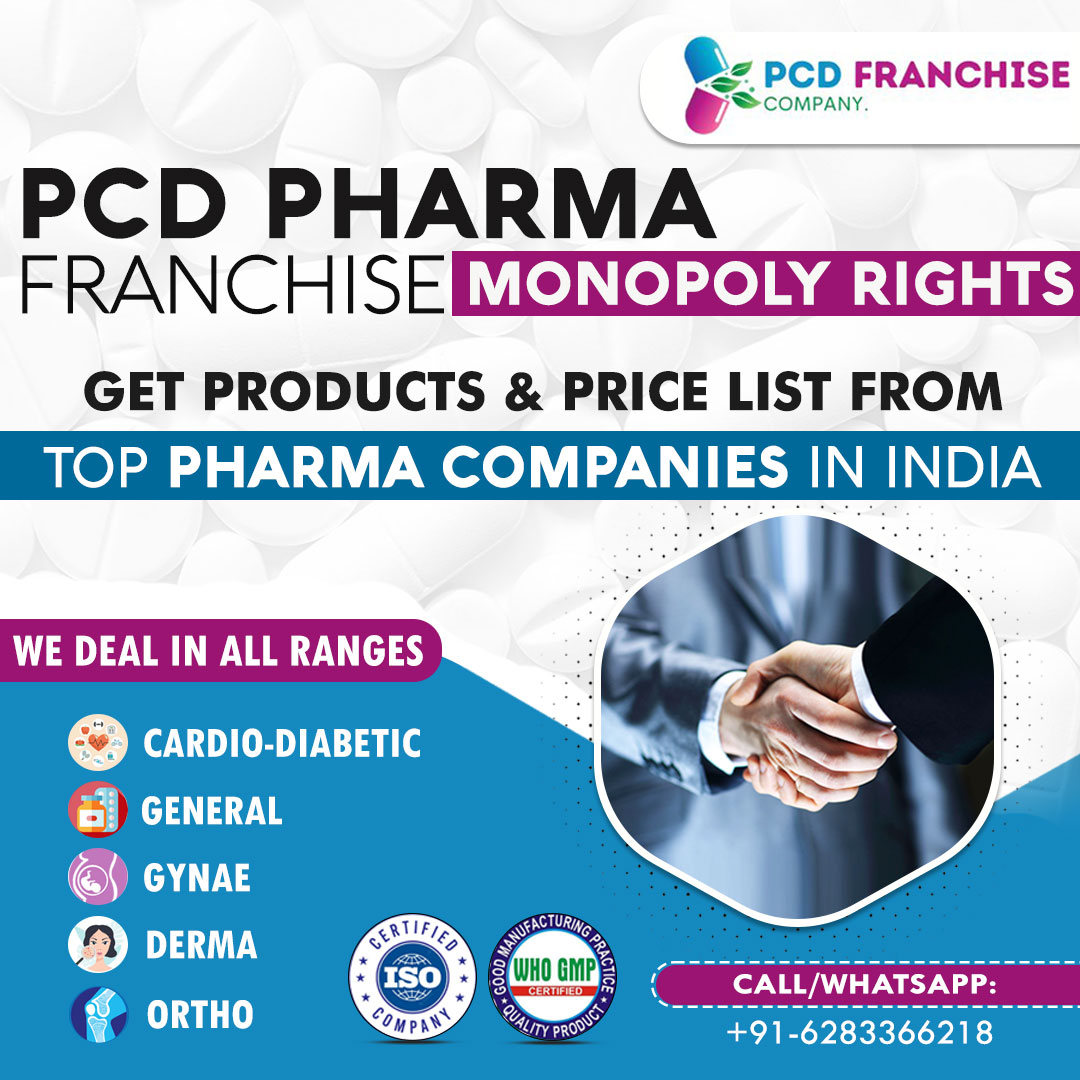 PCD FRANCHISE
COMPANY.
PCD PHARMA
FRANCHISE MONOPOLY RIGHTS
GET PRODUCTS & PRICE LIST FROM
TOP PHARMA COMPANIES IN INDIA
WE DEAL IN ALL RANGES
CARDIO-DIABETIC
GENERAL
GYNAE
DERMA
ORTHO
CERTIFIED
ISO
COMPANY
GOOD MANUFACTURING PRACTICE
WHO GMP
CERTIFIED
QUALITY PRODUCT
CALL/WHATSAPP:
+91-6283366218